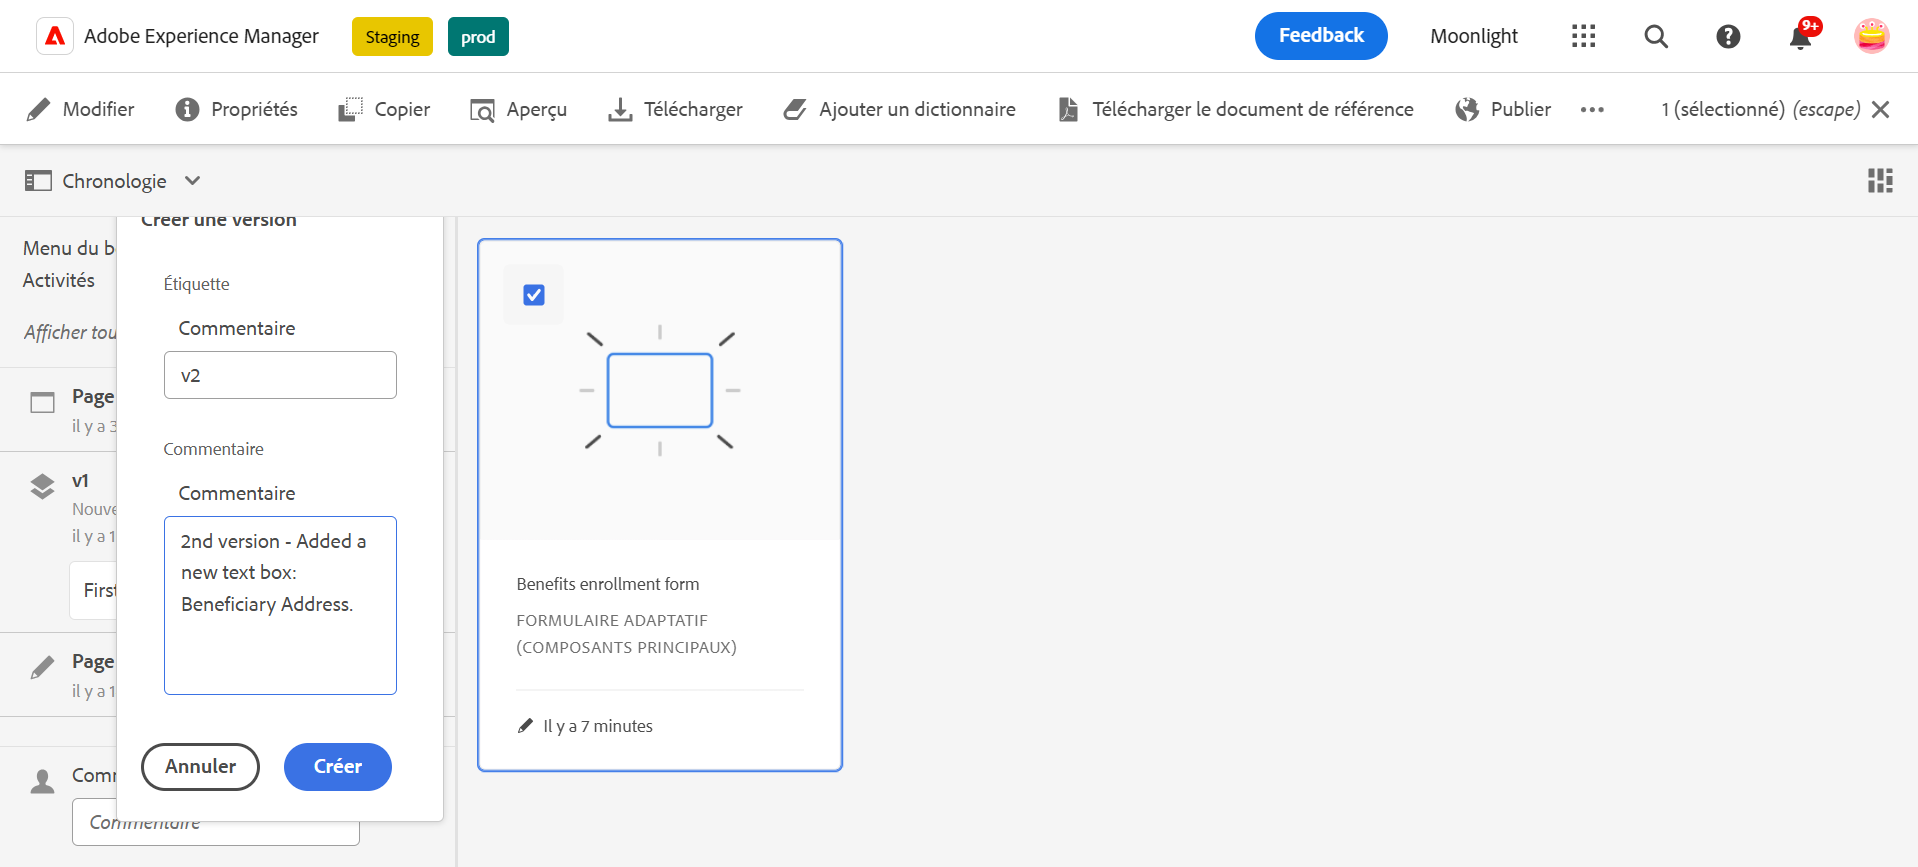 Adobe Experience Manager
Staging
prod
Feedback
Moonlight
9+
Modifier
Propriétés
Copier
Aperçu
Télécharger
Ajouter un dictionnaire
Télécharger le document de référence
Publier
1 (sélectionné) (escape)
Chronologie
Créer une version
Menu du b
Activités
Afficher tou
Page
il y a 3
v1
Nouve
il y a 1
First
Page
il y a 1
Comm
Commentaire
Étiquette
Commentaire
v2
Commentaire
Commentaire
2nd version - Added a
new text box:
Beneficiary Address.
Annuler
Créer
Benefits enrollment form
FORMULAIRE ADAPTATIF
(COMPOSANTS PRINCIPAUX)
Il y a 7 minutes